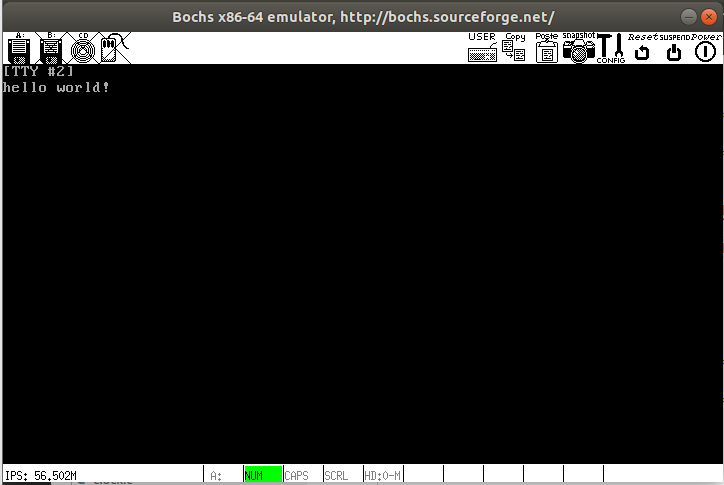 Bochs x86-64 emulator, http://bochs.sourceforge.net/
A: B: CD USER Copy Paste snapshot CONFIG Reset SUSPEND Power
[TTY #2]
hello world!
IPS: 56.502M A: NUM CAPS SCRL HD:0-M